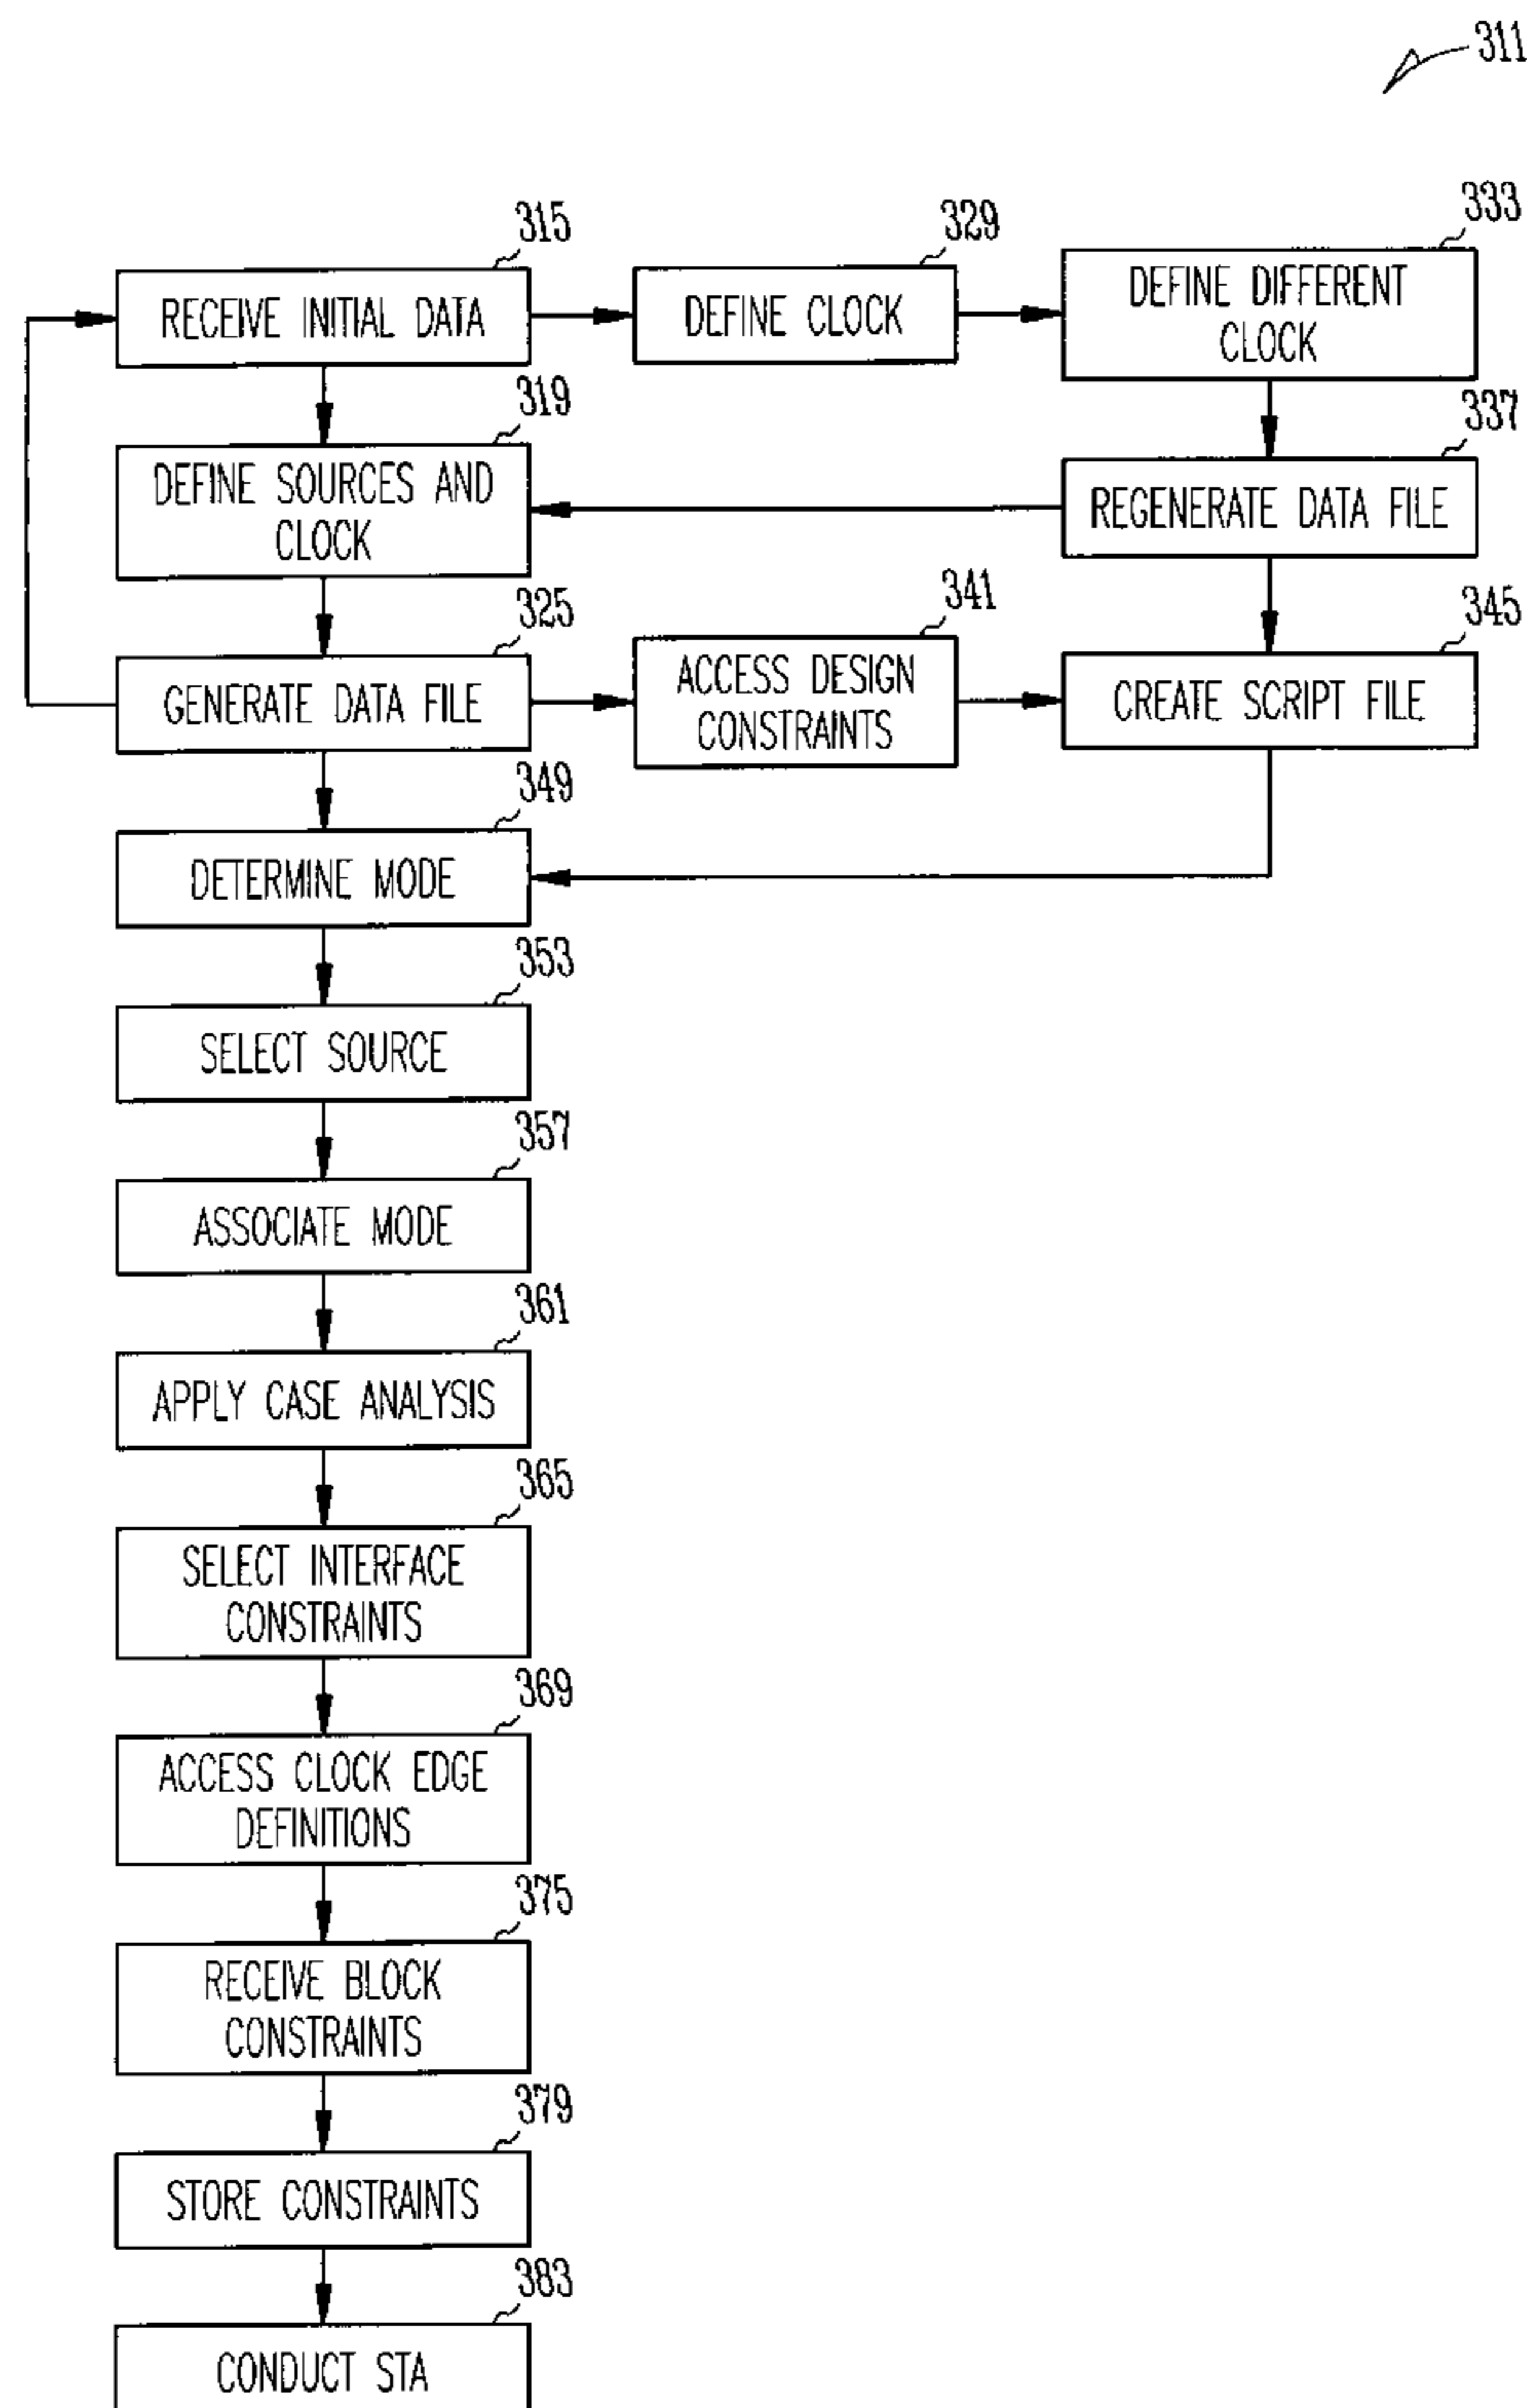 311
315
RECEIVE INITIAL DATA
329
DEFINE CLOCK
333
DEFINE DIFFERENT
CLOCK
319
DEFINE SOURCES AND
CLOCK
337
REGENERATE DATA FILE
325
GENERATE DATA FILE
341
ACCESS DESIGN
CONSTRAINTS
345
CREATE SCRIPT FILE
349
DETERMINE MODE
353
SELECT SOURCE
357
ASSOCIATE MODE
361
APPLY CASE ANALYSIS
365
SELECT INTERFACE
CONSTRAINTS
369
ACCESS CLOCK EDGE
DEFINITIONS
375
RECEIVE BLOCK
CONSTRAINTS
379
STORE CONSTRAINTS
383
CONDUCT STA